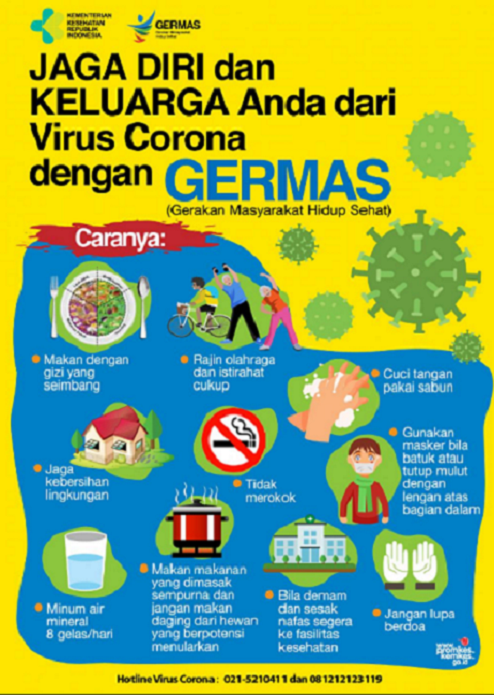 KEMENTERIAN
KESEHATAN
REPUBLIK
INDONESIA
GERMAS
JAGA DIRI dan
KELUARGA Anda dari
Virus Corona
dengan GERMAS
(Gerakan Masyarakat Hidup Sehat)
Caranya:
Makan dengan
gizi yang
seimbang
Rajin olahraga
dan istirahat
cukup
Cuci tangan
pakai sabun
Jaga
kebersihan
lingkungan
Tidak
merokok
Gunakan
masker bila
batuk atau
tutup mulut
dengan
lengan atas
bagian dalam
Minum air
mineral
8 gelas/hari
Makan makanan
yang dimasak
sempurna dan
jangan makan
daging dari hewan
yang berpotensi
menularkan
Bila demam
dan sesak
nafas segera
ke fasilitas
kesehatan
Jangan lupa
berdoa
www.
promkes.
kemkes.
go.id
Hotline Virus Corona : 021-5210411 dan 081212123119